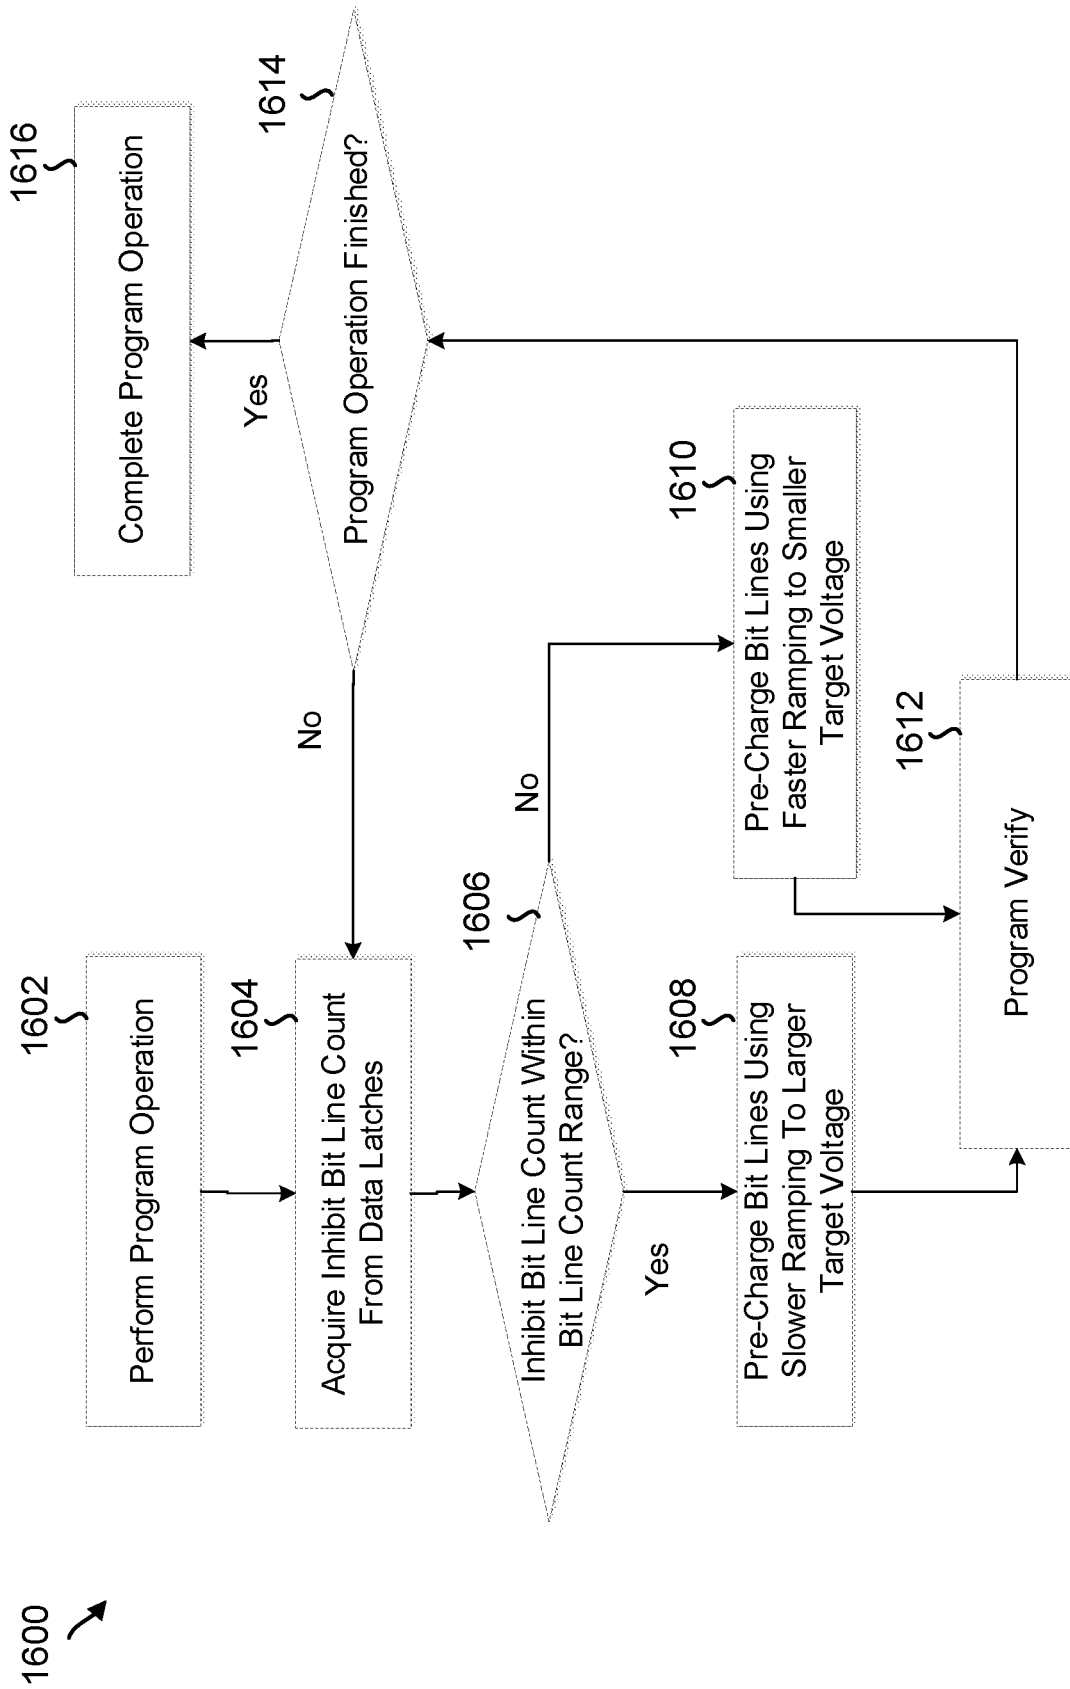 1600
1602
Perform Program Operation
1604
Acquire Inhibit Bit Line Count
From Data Latches
1606
Inhibit Bit Line Count Within
Bit Line Count Range?
Yes
No
1608
Pre-Charge Bit Lines Using
Slower Ramping To Larger
Target Voltage
1610
Pre-Charge Bit Lines Using
Faster Ramping to Smaller
Target Voltage
1612
Program Verify
1614
Program Operation Finished?
No
Yes
1616
Complete Program Operation